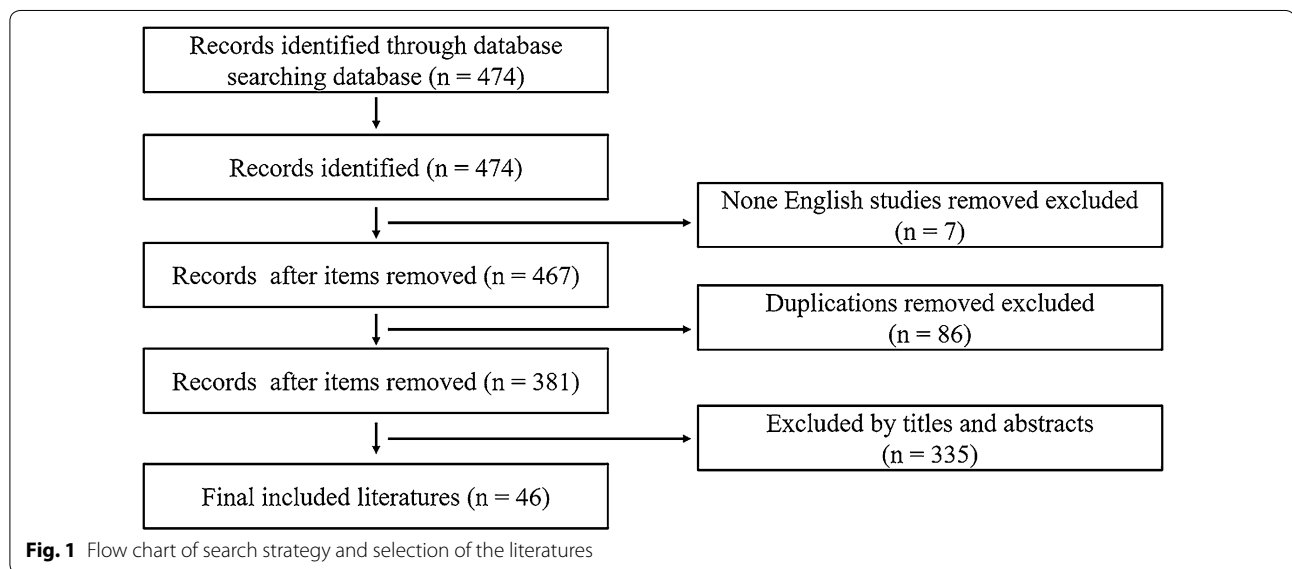 Records identified through database
searching database (n = 474)
Records identified (n = 474)
None English studies removed excluded
(n = 7)
Records after items removed (n = 467)
Duplications removed excluded
(n = 86)
Records after items removed (n = 381)
Excluded by titles and abstracts
(n = 335)
Final included literatures (n = 46)
Fig. 1 Flow chart of search strategy and selection of the literatures